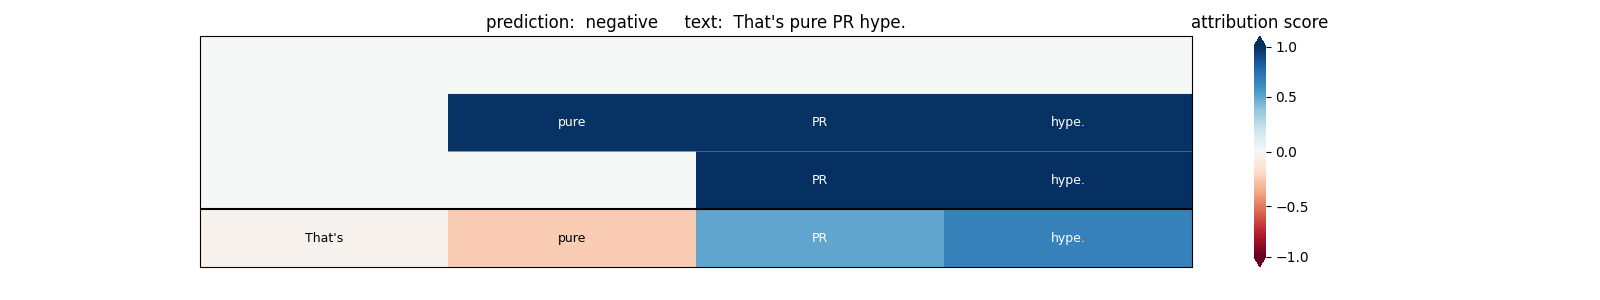 prediction:  negative     text:  That's pure PR hype.
attribution score
pure PR hype.
PR hype.
That's pure PR hype.
1.0
0.5
0.0
−0.5
−1.0